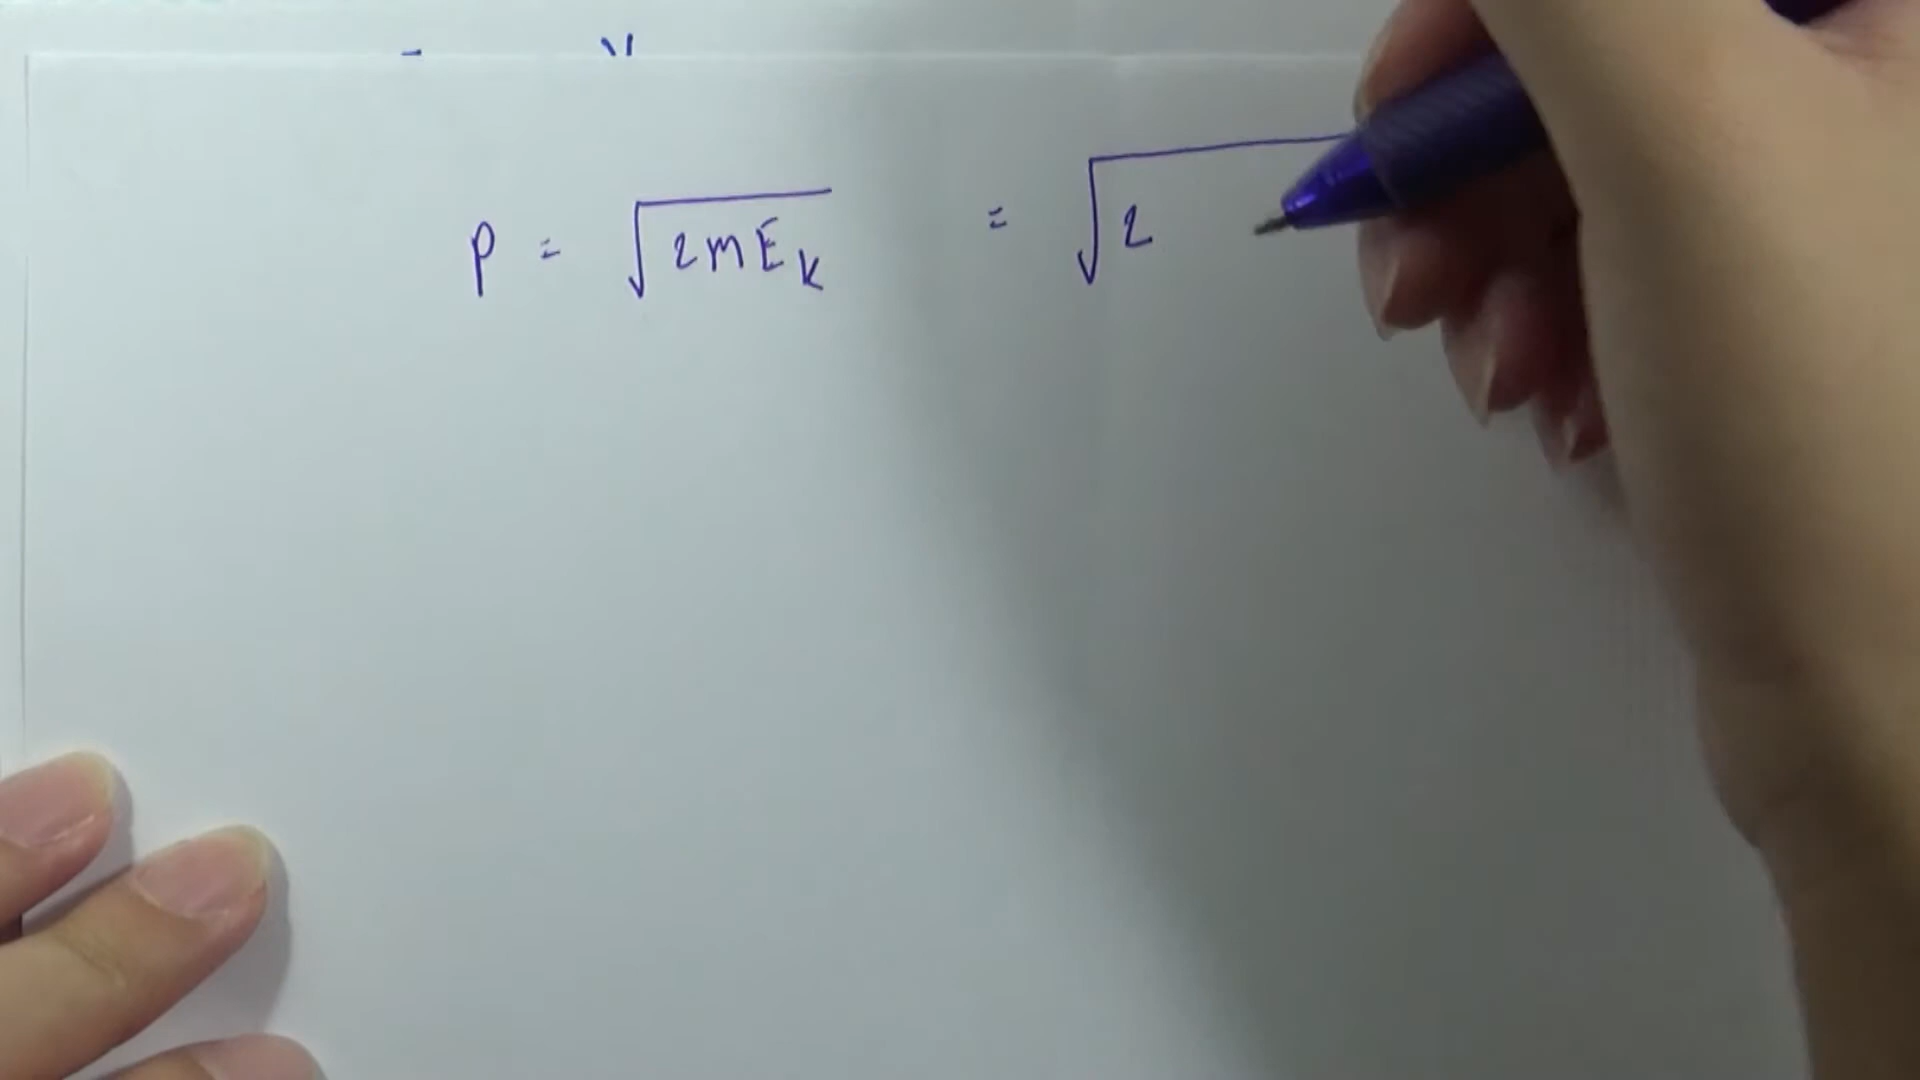 p = √2mE_k = √2